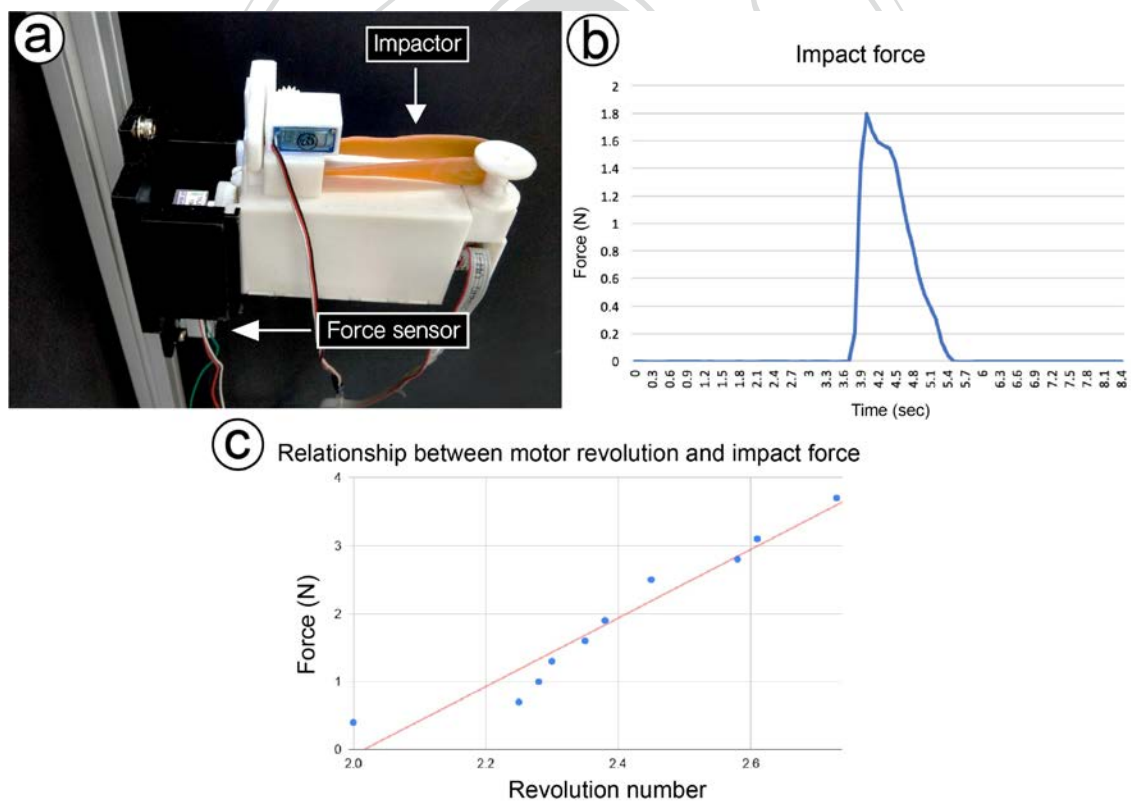 a
Impactor
Force sensor
b
Impact force
Force (N)
2
1.8
1.6
1.4
1.2
1
0.8
0.6
0.4
0.2
0
0 0.3 0.6 0.9 1.2 1.5 1.8 2.1 2.4 2.7 3 3.3 3.6 3.9 4.2 4.5 4.8 5.1 5.4 5.7 6 6.3 6.6 6.9 7.2 7.5 7.8 8.1 8.4
Time (sec)
c
Relationship between motor revolution and impact force
Force (N)
4
3
2
1
0
2.0 2.2 2.4 2.6
Revolution number